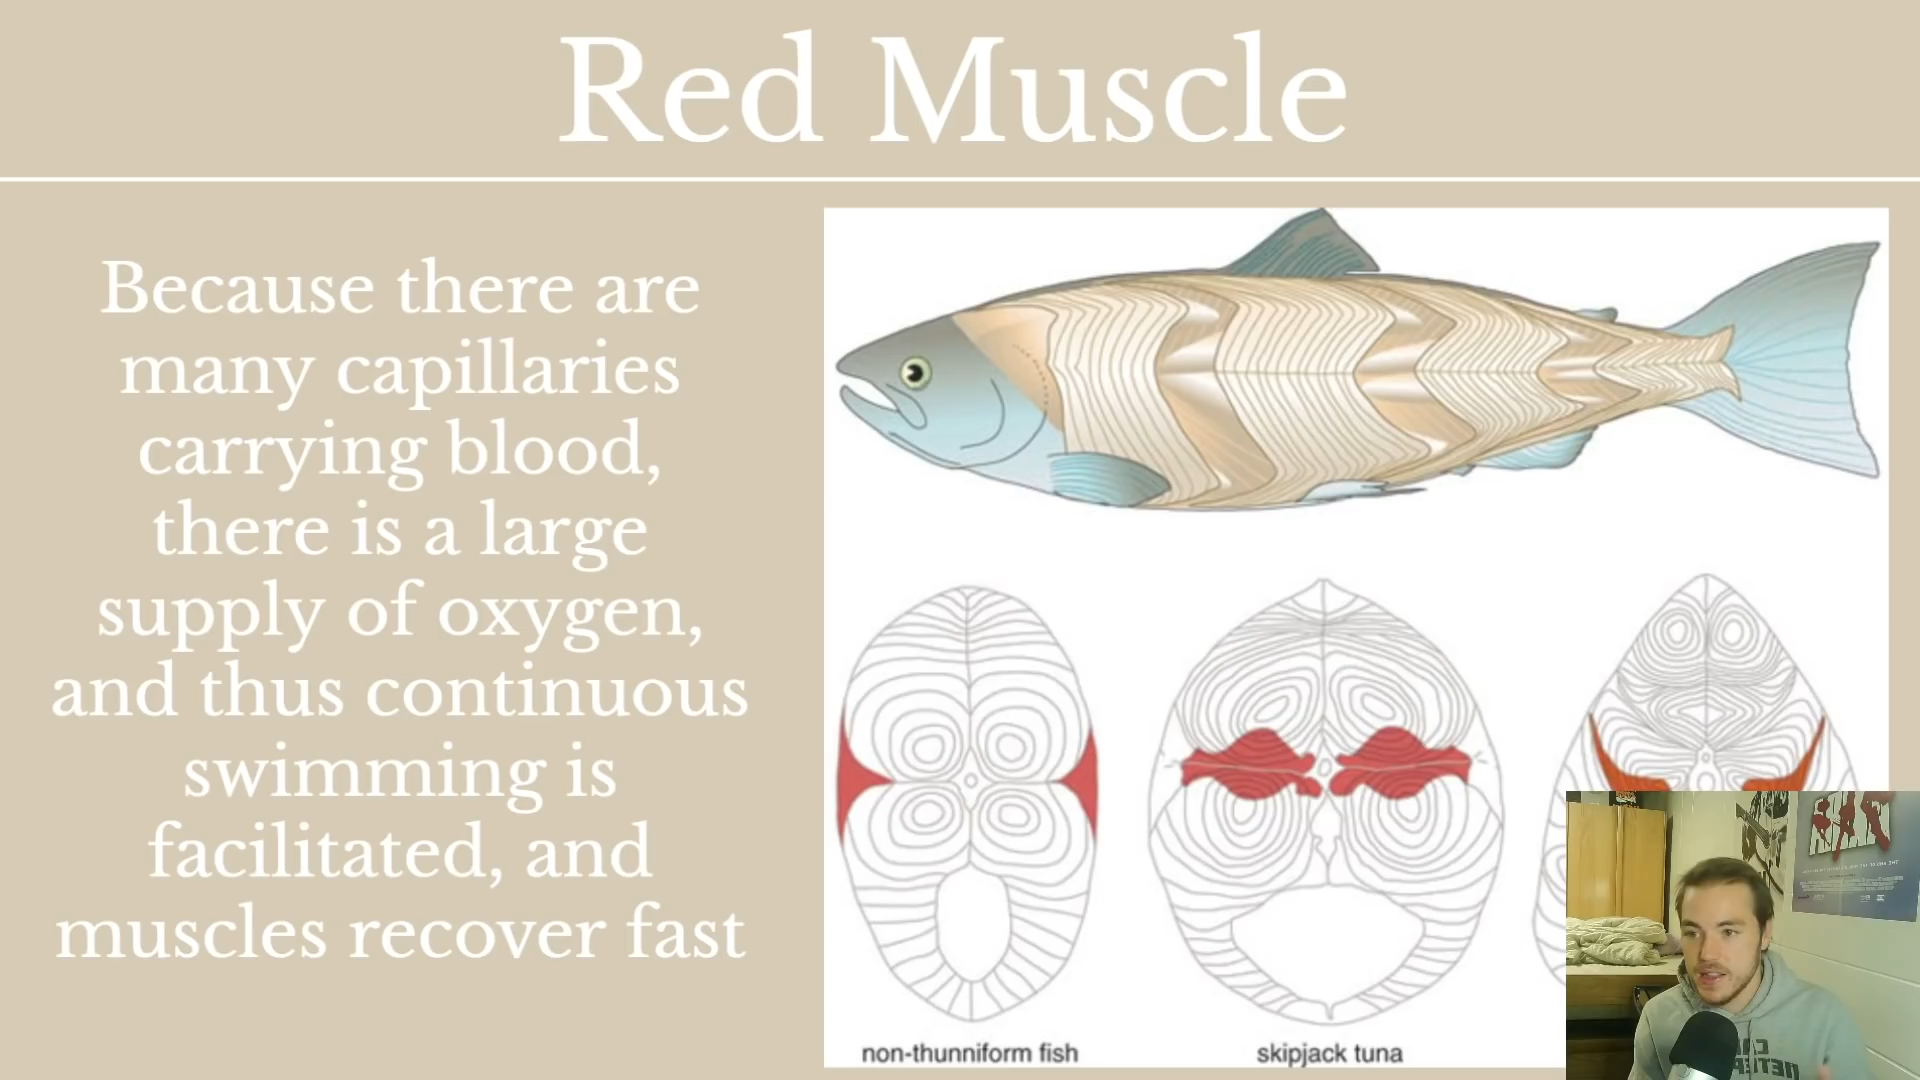 Red Muscle
Because there are
many capillaries
carrying blood,
there is a large
supply of oxygen,
and thus continuous
swimming is
facilitated, and
muscles recover fast
non-thunniform fish
skipjack tuna